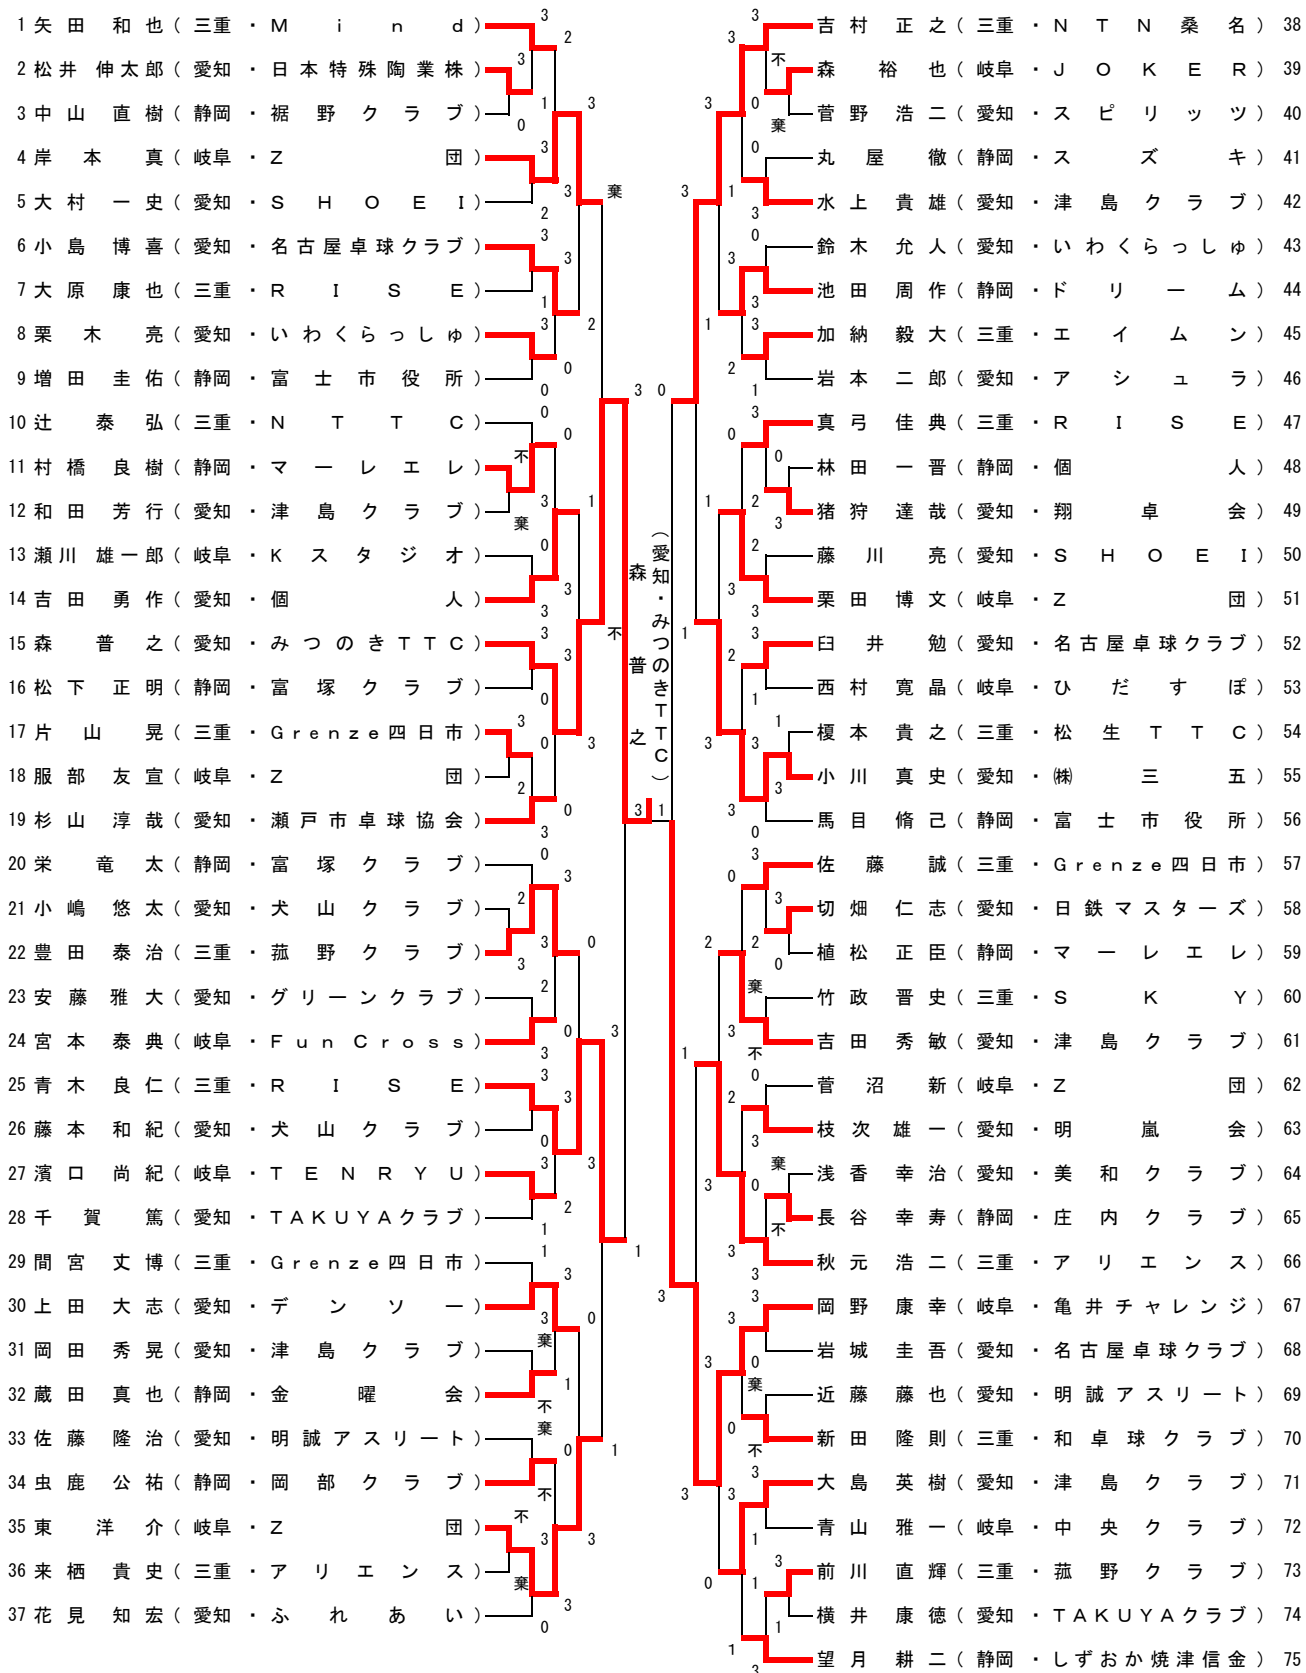 1 矢田 和也 ( 三重 ・ Mind )
2 松井 伸太郎 ( 愛知 ・ 日本特殊陶業株 )
3 中山 直樹 ( 静岡 ・ 裾野クラブ )
4 岸本 真 ( 岐阜 ・ Z団 )
5 大村 一史 ( 愛知 ・ SHOEI )
6 小島 博喜 ( 愛知 ・ 名古屋卓球クラブ )
7 大原 康也 ( 三重 ・ RISE )
8 栗木 亮 ( 愛知 ・ いわくらっしゅ )
9 増田 圭佑 ( 静岡 ・ 富士市役所 )
10 辻 泰弘 ( 三重 ・ NTTC )
11 村橋 良樹 ( 静岡 ・ マーレエレ )
12 和田 芳行 ( 愛知 ・ 津島クラブ )
13 瀬川 雄一郎 ( 岐阜 ・ Kスタジオ )
14 吉田 勇作 ( 愛知 ・ 個人 )
15 森 普之 ( 愛知 ・ みつのきTTC )
16 松下 正明 ( 静岡 ・ 富塚クラブ )
17 片山 晃 ( 三重 ・ Grenze四日市 )
18 服部 友宣 ( 岐阜 ・ Z団 )
19 杉山 淳哉 ( 愛知 ・ 瀬戸市卓球協会 )
20 栄 竜太 ( 静岡 ・ 富塚クラブ )
21 小嶋 悠太 ( 愛知 ・ 犬山クラブ )
22 豊田 泰治 ( 三重 ・ 菰野クラブ )
23 安藤 雅大 ( 愛知 ・ グリーンクラブ )
24 宮本 泰典 ( 岐阜 ・ FunCross )
25 青木 良仁 ( 三重 ・ RISE )
26 藤本 和紀 ( 愛知 ・ 犬山クラブ )
27 濱口 尚紀 ( 岐阜 ・ TENRYU )
28 千賀 篤 ( 愛知 ・ TAKUYAクラブ )
29 間宮 丈博 ( 三重 ・ Grenze四日市 )
30 上田 大志 ( 愛知 ・ デンソー )
31 岡田 秀晃 ( 愛知 ・ 津島クラブ )
32 蔵田 真也 ( 静岡 ・ 金曜会 )
33 佐藤 隆治 ( 愛知 ・ 明誠アスリート )
34 虫鹿 公祐 ( 静岡 ・ 岡部クラブ )
35 東 洋介 ( 岐阜 ・ Z団 )
36 来栖 貴史 ( 三重 ・ アリエンス )
37 花見 知宏 ( 愛知 ・ ふれあい )
森 普之
(愛知・みつのきTTC)
吉村 正之 ( 三重 ・ NTN桑名 ) 38
森 裕也 ( 岐阜 ・ JOKER ) 39
菅野 浩二 ( 愛知 ・ スピリッツ ) 40
丸屋 徹 ( 静岡 ・ スズキ ) 41
水上 貴雄 ( 愛知 ・ 津島クラブ ) 42
鈴木 允人 ( 愛知 ・ いわくらっしゅ ) 43
池田 周作 ( 静岡 ・ ドリーム ) 44
加納 毅大 ( 三重 ・ エイムン ) 45
岩本 二郎 ( 愛知 ・ アシュラ ) 46
真弓 佳典 ( 三重 ・ RISE ) 47
林田 一晋 ( 静岡 ・ 個人 ) 48
猪狩 達哉 ( 愛知 ・ 翔卓会 ) 49
藤川 亮 ( 愛知 ・ SHOEI ) 50
栗田 博文 ( 岐阜 ・ Z団 ) 51
臼井 勉 ( 愛知 ・ 名古屋卓球クラブ ) 52
西村 寛晶 ( 岐阜 ・ ひだすぽ ) 53
榎本 貴之 ( 三重 ・ 松生TTC ) 54
小川 真史 ( 愛知 ・ ㈱三五 ) 55
馬目 脩己 ( 静岡 ・ 富士市役所 ) 56
佐藤 誠 ( 三重 ・ Grenze四日市 ) 57
切畑 仁志 ( 愛知 ・ 日鉄マスターズ ) 58
植松 正臣 ( 静岡 ・ マーレエレ ) 59
竹政 晋史 ( 三重 ・ SKY ) 60
吉田 秀敏 ( 愛知 ・ 津島クラブ ) 61
菅沼 新 ( 岐阜 ・ Z団 ) 62
枝次 雄一 ( 愛知 ・ 明嵐会 ) 63
浅香 幸治 ( 愛知 ・ 美和クラブ ) 64
長谷 幸寿 ( 静岡 ・ 庄内クラブ ) 65
秋元 浩二 ( 三重 ・ アリエンス ) 66
岡野 康幸 ( 岐阜 ・ 亀井チャレンジ ) 67
岩城 圭吾 ( 愛知 ・ 名古屋卓球クラブ ) 68
近藤 藤也 ( 愛知 ・ 明誠アスリート ) 69
新田 隆則 ( 三重 ・ 和卓球クラブ ) 70
大島 英樹 ( 愛知 ・ 津島クラブ ) 71
青山 雅一 ( 岐阜 ・ 中央クラブ ) 72
前川 直輝 ( 三重 ・ 菰野クラブ ) 73
横井 康徳 ( 愛知 ・ TAKUYAクラブ ) 74
望月 耕二 ( 静岡 ・ しずおか焼津信金 ) 75